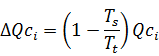 ΔQc_i = (1 − T_s/T_t) Qc_i